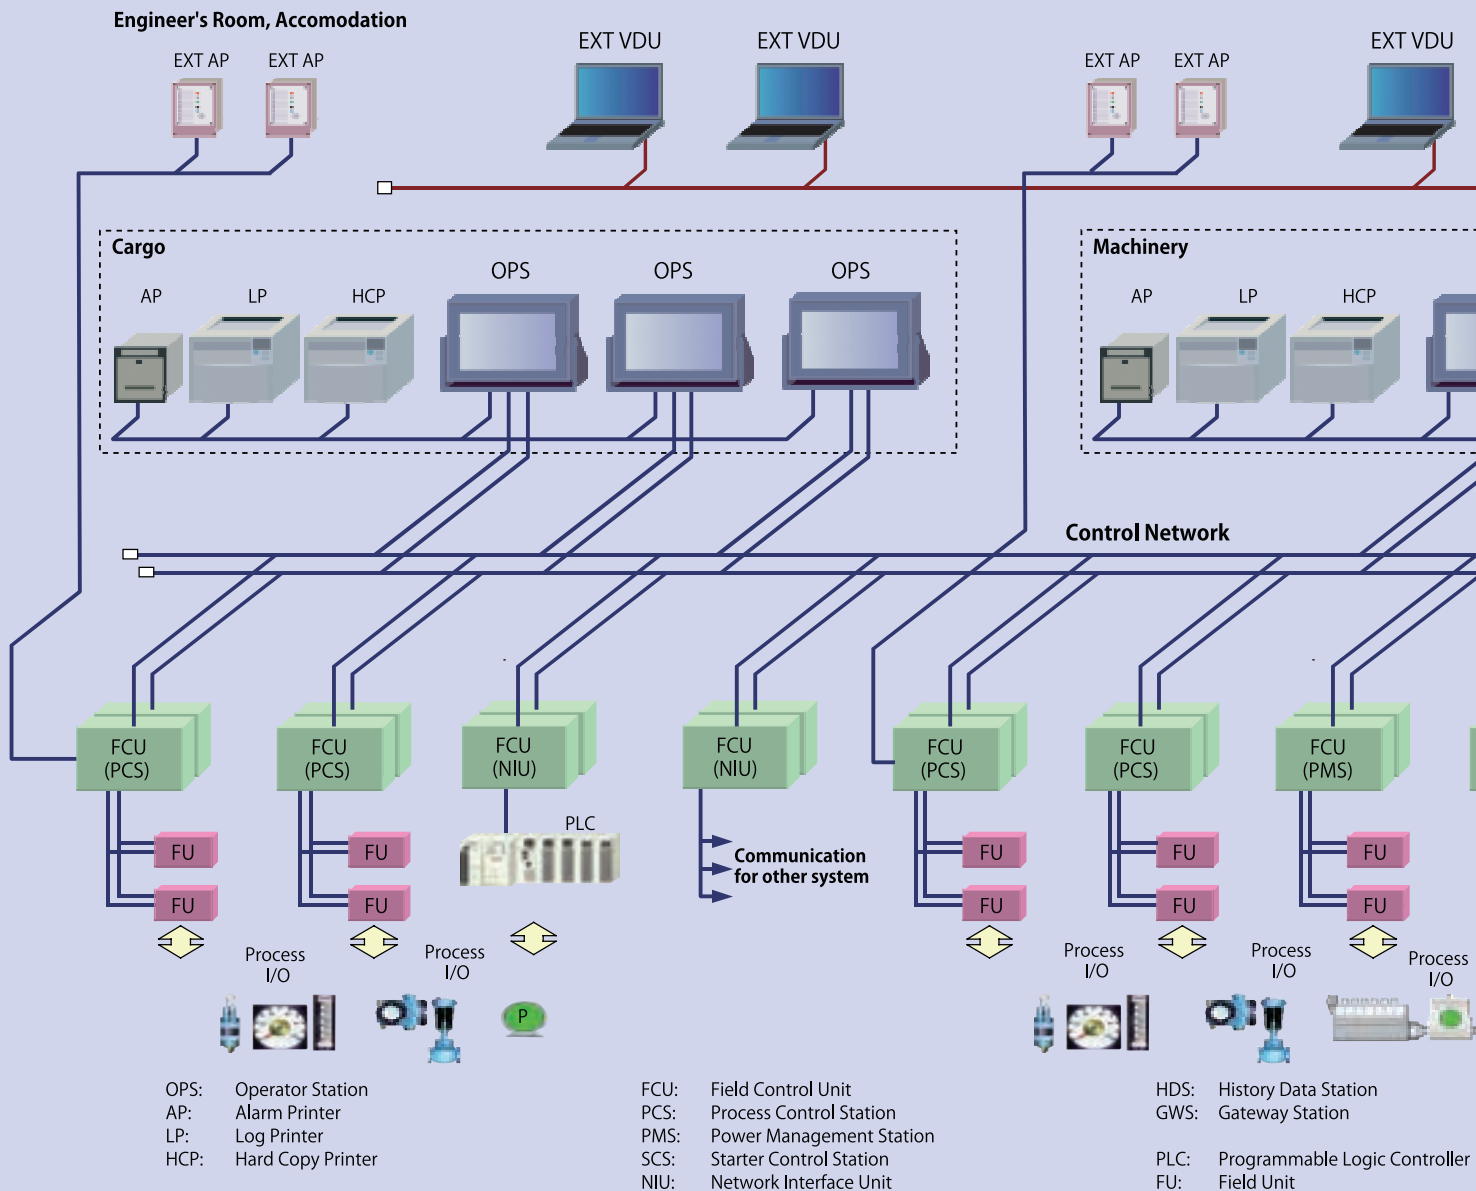 Engineer's Room, Accomodation
EXT AP
EXT AP
EXT VDU
EXT VDU
EXT AP
EXT AP
EXT VDU
Cargo
AP
LP
HCP
OPS
OPS
OPS
Machinery
AP
LP
HCP
Control Network
FCU
(PCS)
FCU
(PCS)
FCU
(NIU)
FCU
(NIU)
FCU
(PCS)
FCU
(PCS)
FCU
(PMS)
PLC
FU
FU
FU
FU
Communication
for other system
FU
FU
FU
FU
FU
FU
Process
I/O
Process
I/O
P
Process
I/O
Process
I/O
Process
I/O
OPS: Operator Station
AP: Alarm Printer
LP: Log Printer
HCP: Hard Copy Printer
FCU: Field Control Unit
PCS: Process Control Station
PMS: Power Management Station
SCS: Starter Control Station
NIU: Network Interface Unit
HDS: History Data Station
GWS: Gateway Station
PLC: Programmable Logic Controller
FU: Field Unit